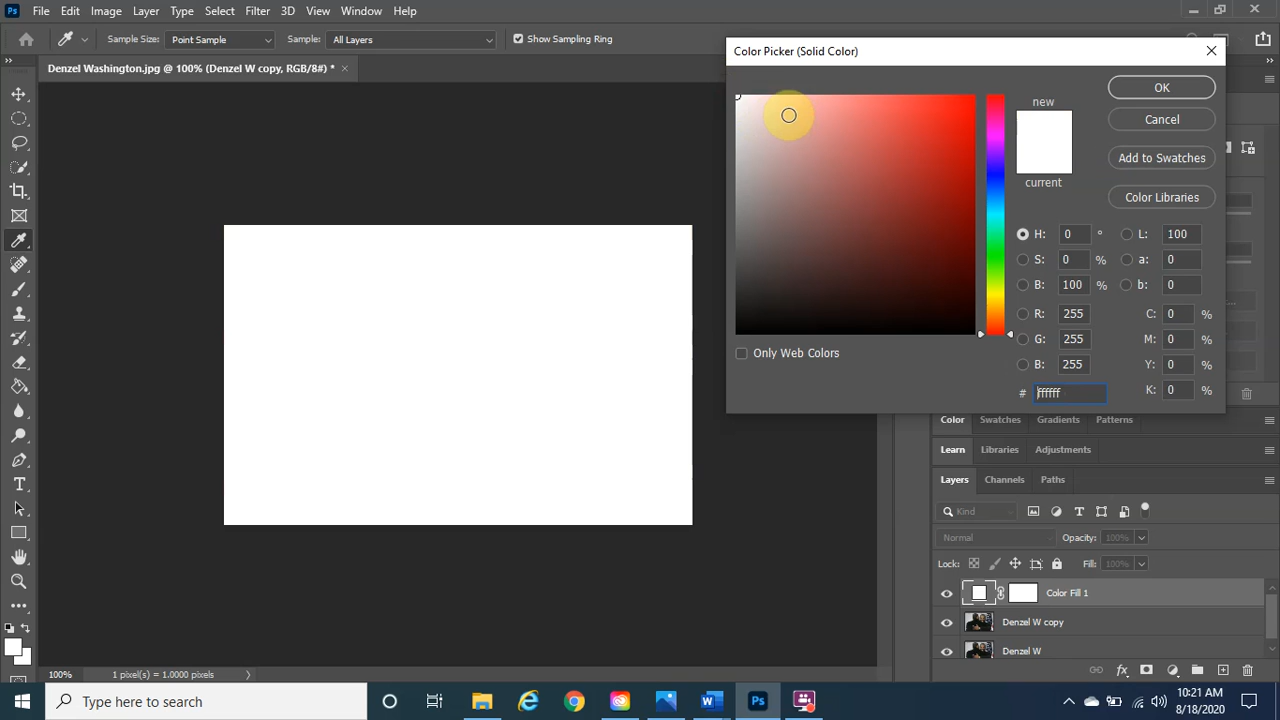 Ps File Edit Image Layer Type Select Filter 3D View Window Help
Sample Size: Point Sample Sample: All Layers Show Sampling Ring
Denzel Washington.jpg @ 100% (Denzel W copy, RGB/8#) * ×
Color Picker (Solid Color)
new
current
OK
Cancel
Add to Swatches
Color Libraries
H: 0 ° L: 100
S: 0 % a: 0
B: 100 % b: 0
R: 255 C: 0 %
G: 255 M: 0 %
B: 255 Y: 0 %
# ffffff K: 0 %
Only Web Colors
Color Swatches Gradients Patterns
Learn Libraries Adjustments
Layers Channels Paths
Kind
Normal Opacity: 100%
Lock: Fill: 100%
Color Fill 1
Denzel W copy
Denzel W
fx
T
100% 1 pixel(s) = 1.0000 pixels
Type here to search
Ps
10:21 AM
8/18/2020